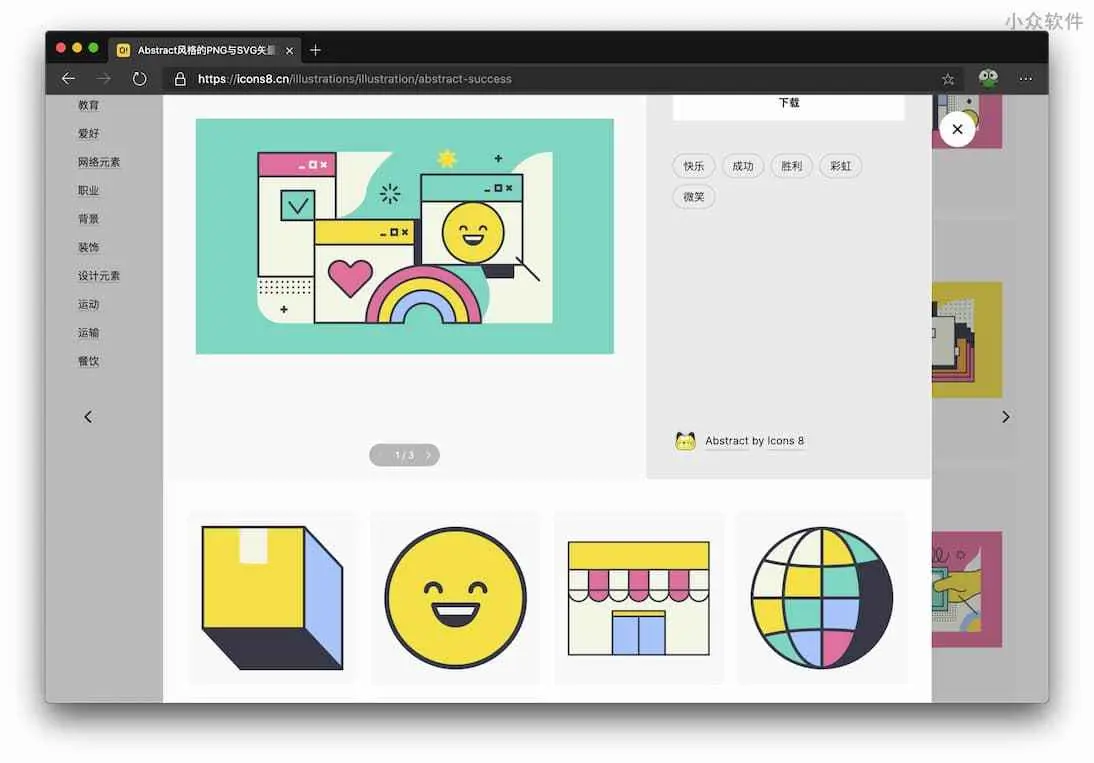 小众软件
Abstract风格的PNG与SVG矢量
https://icons8.cn/illustrations/illustration/abstract-success
教育
爱好
网络元素
职业
背景
装饰
设计元素
运动
运输
餐饮
下载
快乐 成功 胜利 彩虹
微笑
Abstract by Icons 8
1 / 3